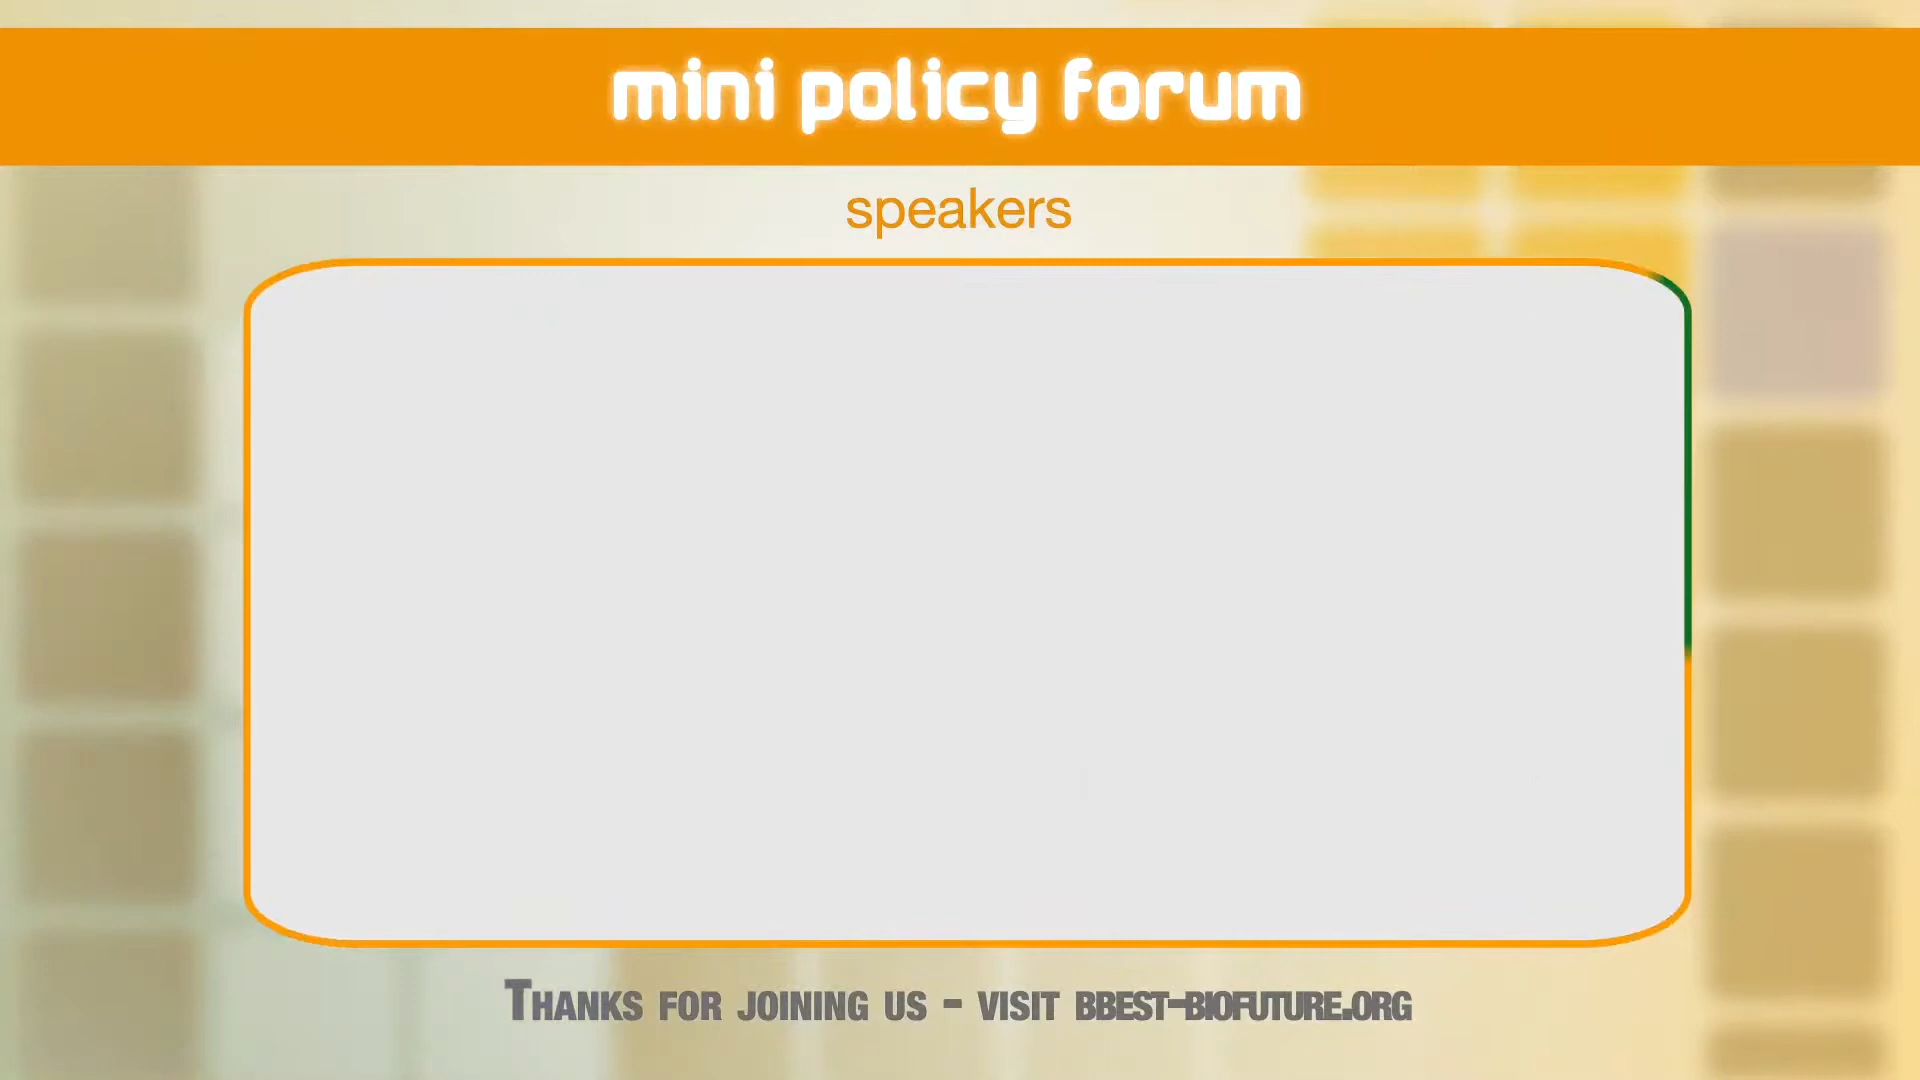 mini policy forum
speakers
Thanks for joining us - visit bbest-biofuture.org